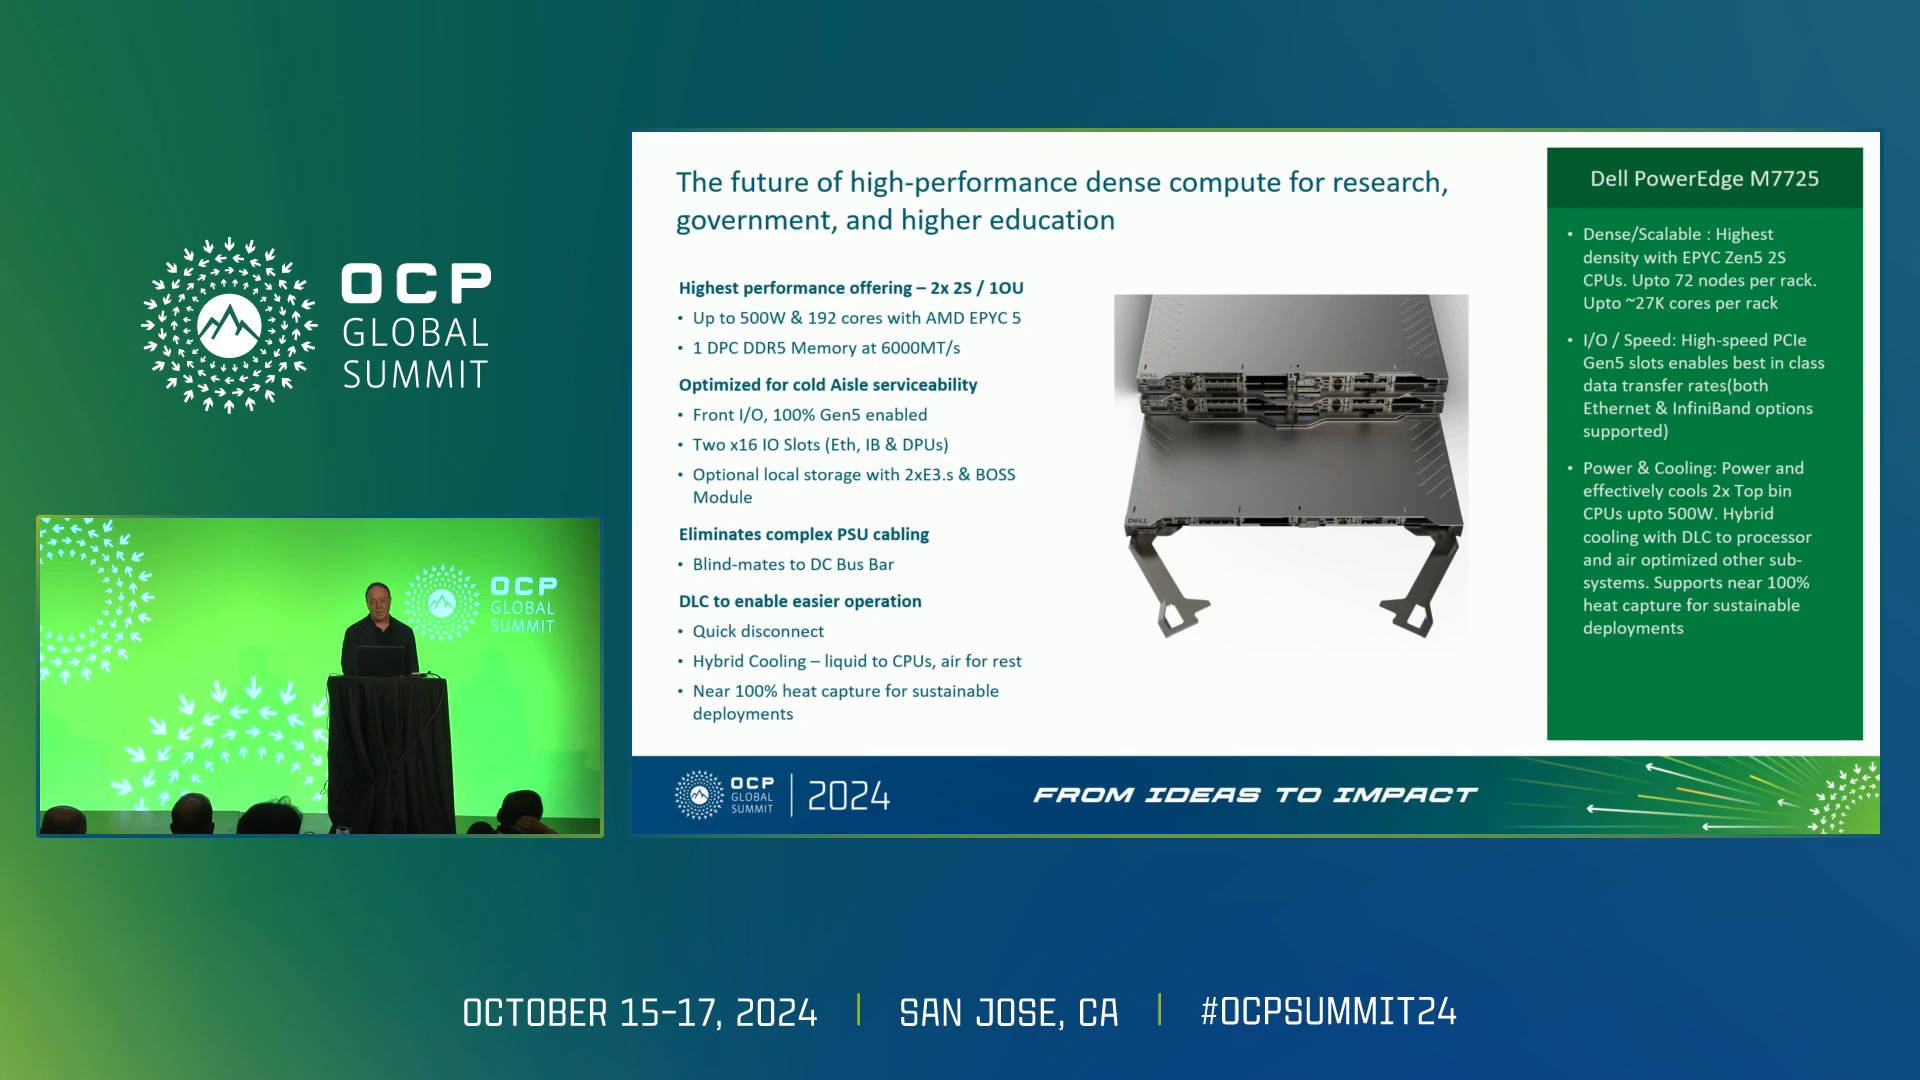 OCP
GLOBAL
SUMMIT
The future of high-performance dense compute for research,
government, and higher education
Highest performance offering – 2x 2S / 1OU
• Up to 500W & 192 cores with AMD EPYC 5
• 1 DPC DDR5 Memory at 6000MT/s
Optimized for cold Aisle serviceability
• Front I/O, 100% Gen5 enabled
• Two x16 IO Slots (Eth, IB & DPUs)
• Optional local storage with 2xE3.s & BOSS
Module
Eliminates complex PSU cabling
• Blind-mates to DC Bus Bar
DLC to enable easier operation
• Quick disconnect
• Hybrid Cooling – liquid to CPUs, air for rest
• Near 100% heat capture for sustainable
deployments
DELL
DELL
Dell PowerEdge M7725
• Dense/Scalable : Highest
density with EPYC Zen5 2S
CPUs. Upto 72 nodes per rack.
Upto ~27K cores per rack
• I/O / Speed: High-speed PCIe
Gen5 slots enables best in class
data transfer rates(both
Ethernet & InfiniBand options
supported)
• Power & Cooling: Power and
effectively cools 2x Top bin
CPUs upto 500W. Hybrid
cooling with DLC to processor
and air optimized other sub-
systems. Supports near 100%
heat capture for sustainable
deployments
OCP
GLOBAL
SUMMIT
2024
FROM IDEAS TO IMPACT
OCP
GLOBAL
SUMMIT
OCTOBER 15-17, 2024 | SAN JOSE, CA | #OCPSUMMIT24